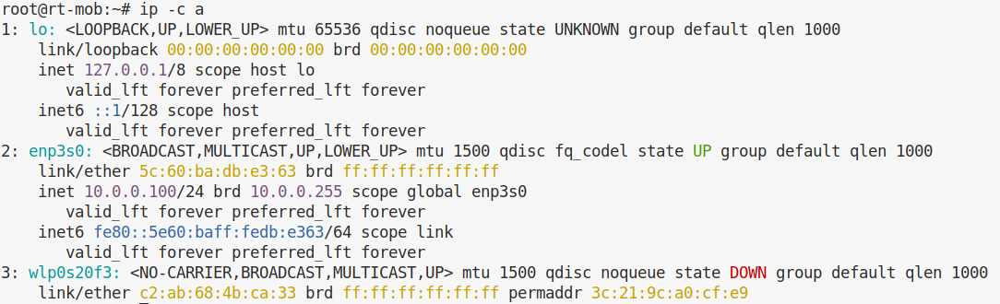 root@rt-mob:~# ip -c a
1: lo: <LOOPBACK,UP,LOWER_UP> mtu 65536 qdisc noqueue state UNKNOWN group default qlen 1000
    link/loopback 00:00:00:00:00:00 brd 00:00:00:00:00:00
    inet 127.0.0.1/8 scope host lo
       valid_lft forever preferred_lft forever
    inet6 ::1/128 scope host
       valid_lft forever preferred_lft forever
2: enp3s0: <BROADCAST,MULTICAST,UP,LOWER_UP> mtu 1500 qdisc fq_codel state UP group default qlen 1000
    link/ether 5c:60:ba:db:e3:63 brd ff:ff:ff:ff:ff:ff
    inet 10.0.0.100/24 brd 10.0.0.255 scope global enp3s0
       valid_lft forever preferred_lft forever
    inet6 fe80::5e60:baff:fedb:e363/64 scope link
       valid_lft forever preferred_lft forever
3: wlp0s20f3: <NO-CARRIER,BROADCAST,MULTICAST,UP> mtu 1500 qdisc noqueue state DOWN group default qlen 1000
    link/ether c2:ab:68:4b:ca:33 brd ff:ff:ff:ff:ff:ff permaddr 3c:21:9c:a0:cf:e9